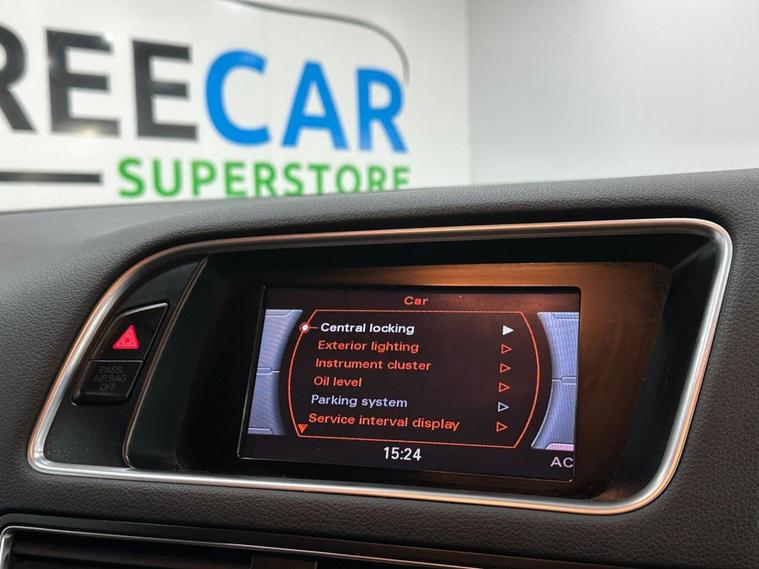 REECAR
SUPERSTORE
PASS.
AIR BAG
OFF
Car
Central locking
Exterior lighting
Instrument cluster
Oil level
Parking system
Service interval display
15:24
AC